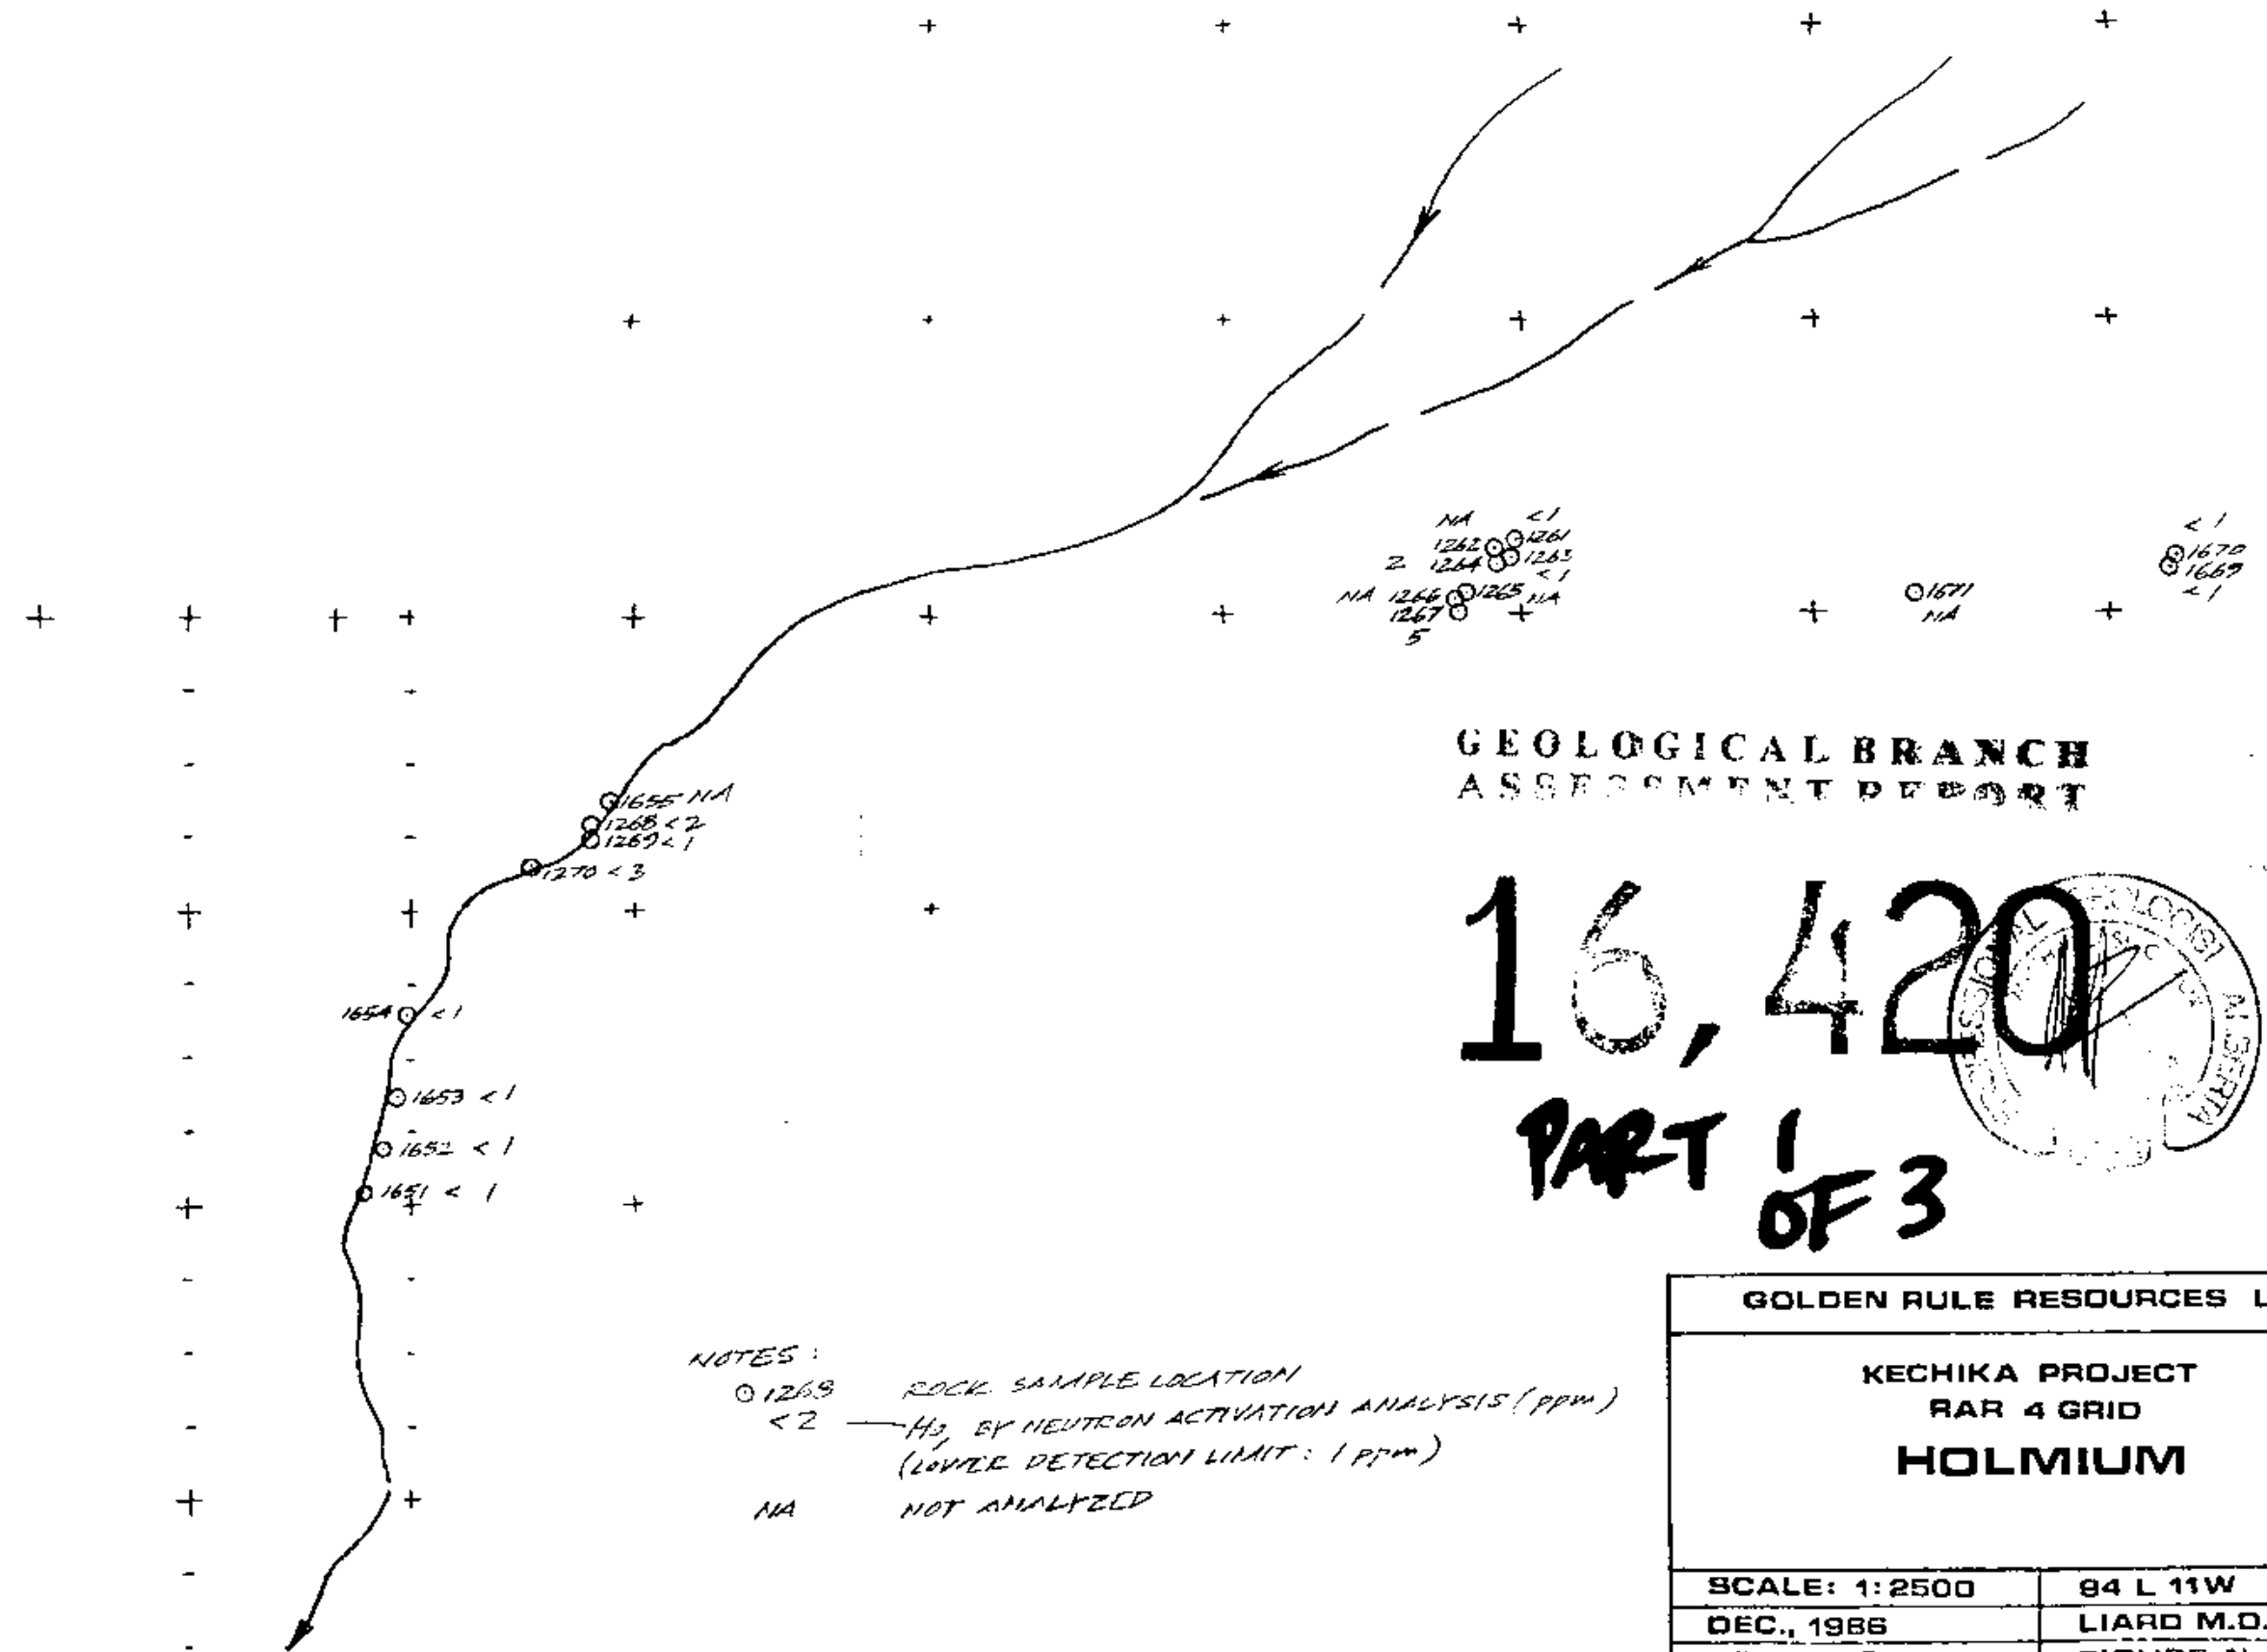 NA <1
1262 1261
2 1264 1263
<1
NA 1266 1265 NA
1267
5
<1
1670
1669
<1
1671
NA
GEOLOGICAL BRANCH
ASSESSMENT REPORT
16,420
PART 1
OF 3
1655 NA
1268 <2
1269 <1
1270 <3
1654 <1
1653 <1
1652 <1
1651 < 1
NOTES:
1268 ROCK SAMPLE LOCATION
<2 Ho, BY NEUTRON ACTIVATION ANALYSIS (ppm)
(LOWER DETECTION LIMIT: 1 ppm)
NA NOT ANALYZED
GOLDEN RULE RESOURCES L
KECHIKA PROJECT
RAR 4 GRID
HOLMIUM
SCALE: 1:2500 94 L 11W
DEC., 1986 LIARD M.D.
ALBERTA